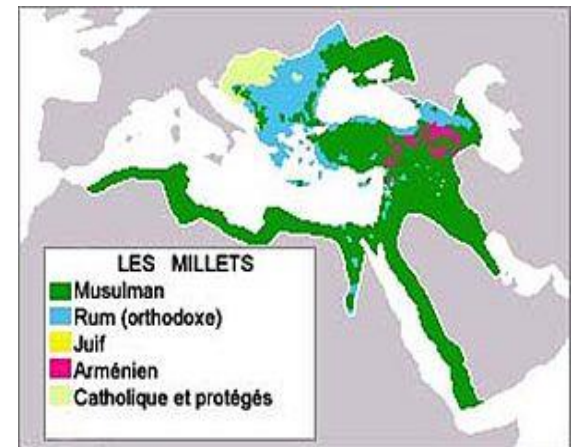 LES MILLETS
Musulman
Rum (orthodoxe)
Juif
Arménien
Catholique et protégés